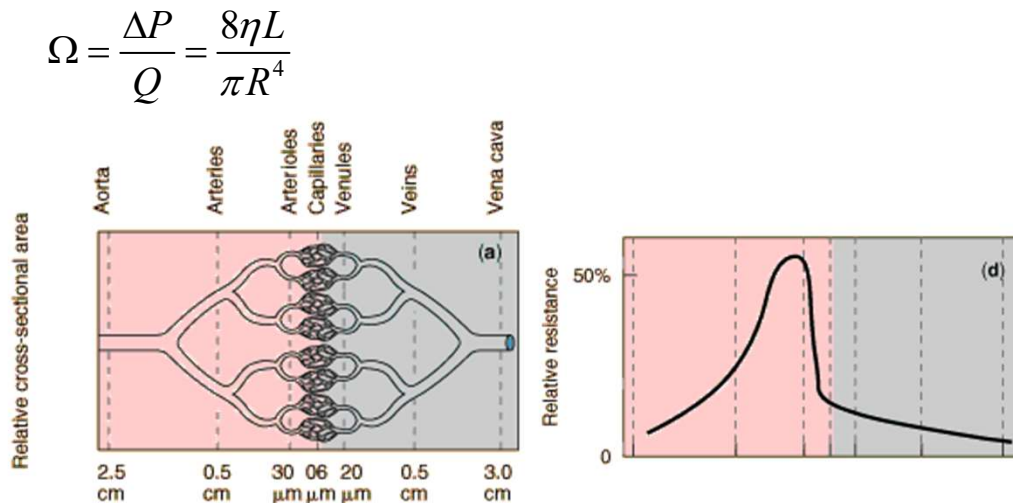 Ω = ΔP / Q = 8ηL / πR⁴
Aorta
Arteries
Arterioles
Capillaries
Venules
Veins
Vena cava
Relative cross-sectional area
(a)
2.5 cm
0.5 cm
30 μm
06 μm
20 μm
0.5 cm
3.0 cm
Relative resistance
50%
0
(d)